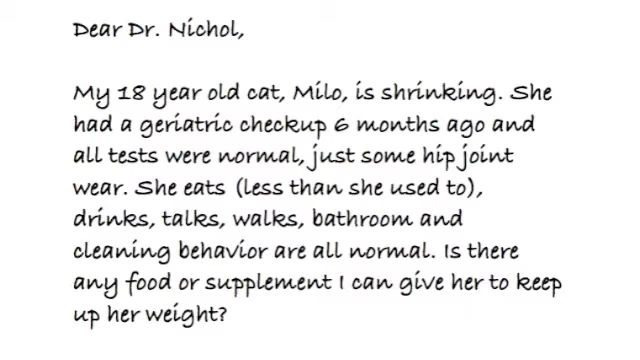 Dear Dr. Nichol,
My 18 year old cat, Milo, is shrinking. She
had a geriatric checkup 6 months ago and
all tests were normal, just some hip joint
wear. She eats (less than she used to),
drinks, talks, walks, bathroom and
cleaning behavior are all normal. Is there
any food or supplement I can give her to keep
up her weight?